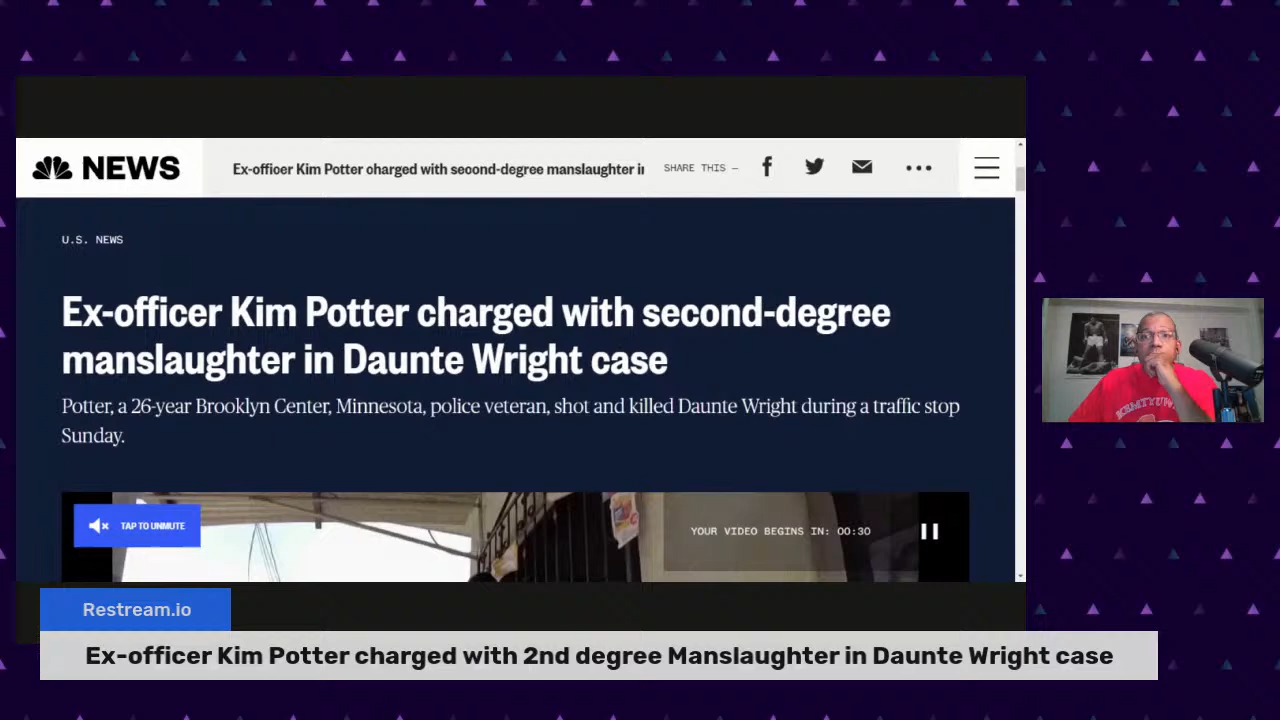 NEWS
Ex-officer Kim Potter charged with second-degree manslaughter i
SHARE THIS —
U.S. NEWS
Ex-officer Kim Potter charged with second-degree
manslaughter in Daunte Wright case
Potter, a 26-year Brooklyn Center, Minnesota, police veteran, shot and killed Daunte Wright during a traffic stop
Sunday.
TAP TO UNMUTE
YOUR VIDEO BEGINS IN: 00:30
Restream.io
Ex-officer Kim Potter charged with 2nd degree Manslaughter in Daunte Wright case